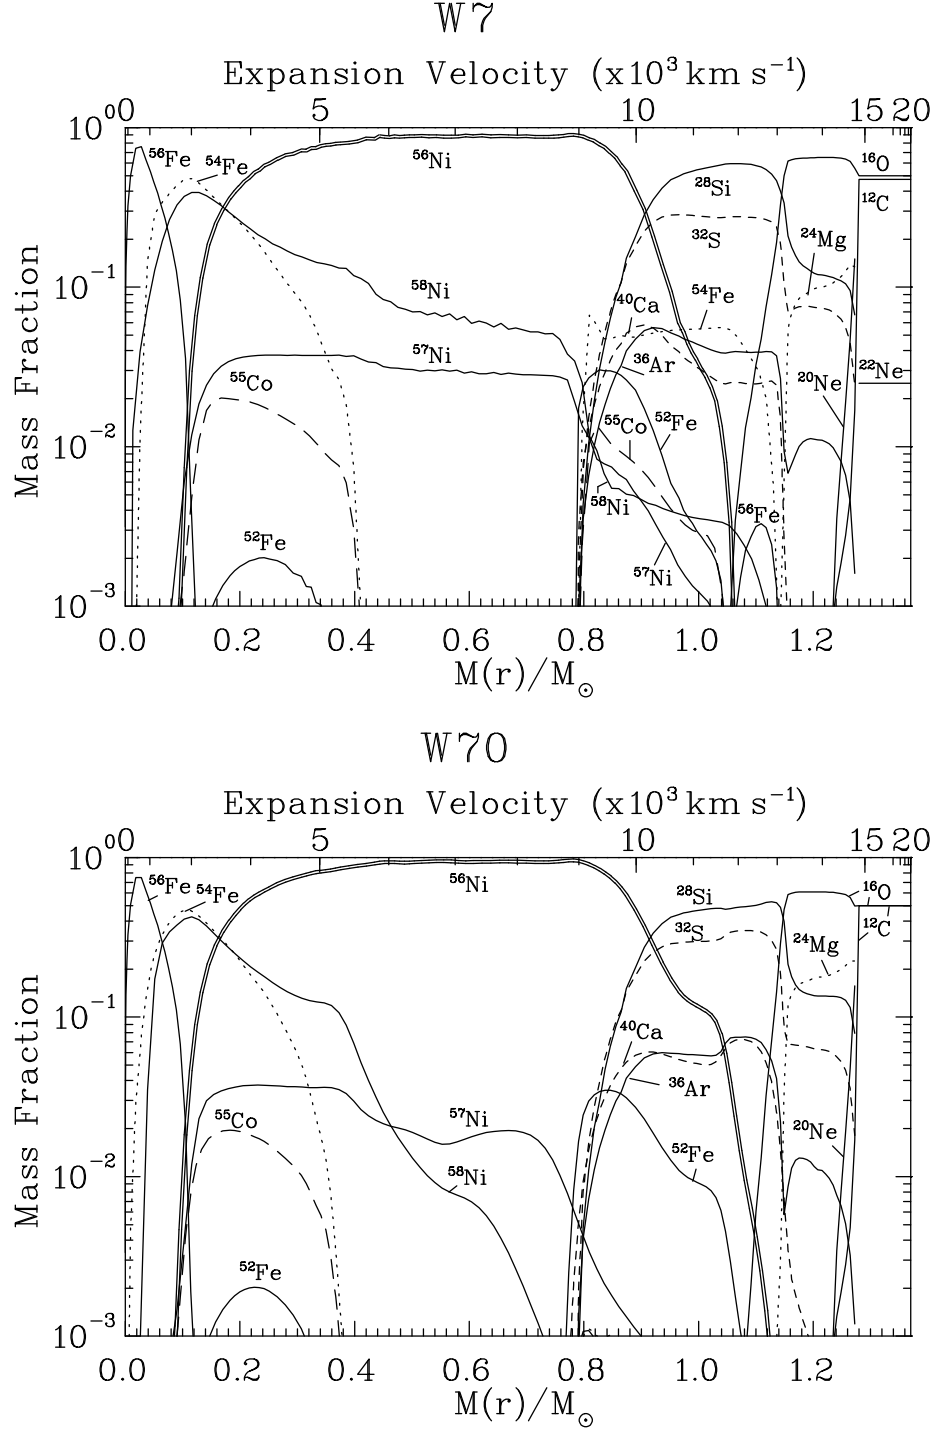 W7
Expansion Velocity (x10³ km s⁻¹)
0 5 10 15 20
10⁰
⁵⁶Fe ⁵⁴Fe ⁵⁶Ni ¹⁶O
²⁸Si ¹²C
³²S ²⁴Mg
10⁻¹
⁵⁸Ni ⁴⁰Ca ⁵⁴Fe
⁵⁷Ni ³⁶Ar ²²Ne
⁵⁵Co ²⁰Ne
⁵⁵Co ⁵²Fe
10⁻²
⁵⁸Ni ⁵⁶Fe
⁵²Fe
⁵⁷Ni
10⁻³
Mass Fraction
0.0 0.2 0.4 0.6 0.8 1.0 1.2
M(r)/M⊙
W70
Expansion Velocity (x10³ km s⁻¹)
0 5 10 15 20
10⁰
⁵⁶Fe ⁵⁴Fe ⁵⁶Ni ²⁸Si ¹⁶O
³²S ¹²C
²⁴Mg
10⁻¹
⁴⁰Ca
³⁶Ar
⁵⁵Co ⁵⁷Ni ²⁰Ne
⁵²Fe
10⁻²
⁵⁸Ni
⁵²Fe
10⁻³
Mass Fraction
0.0 0.2 0.4 0.6 0.8 1.0 1.2
M(r)/M⊙